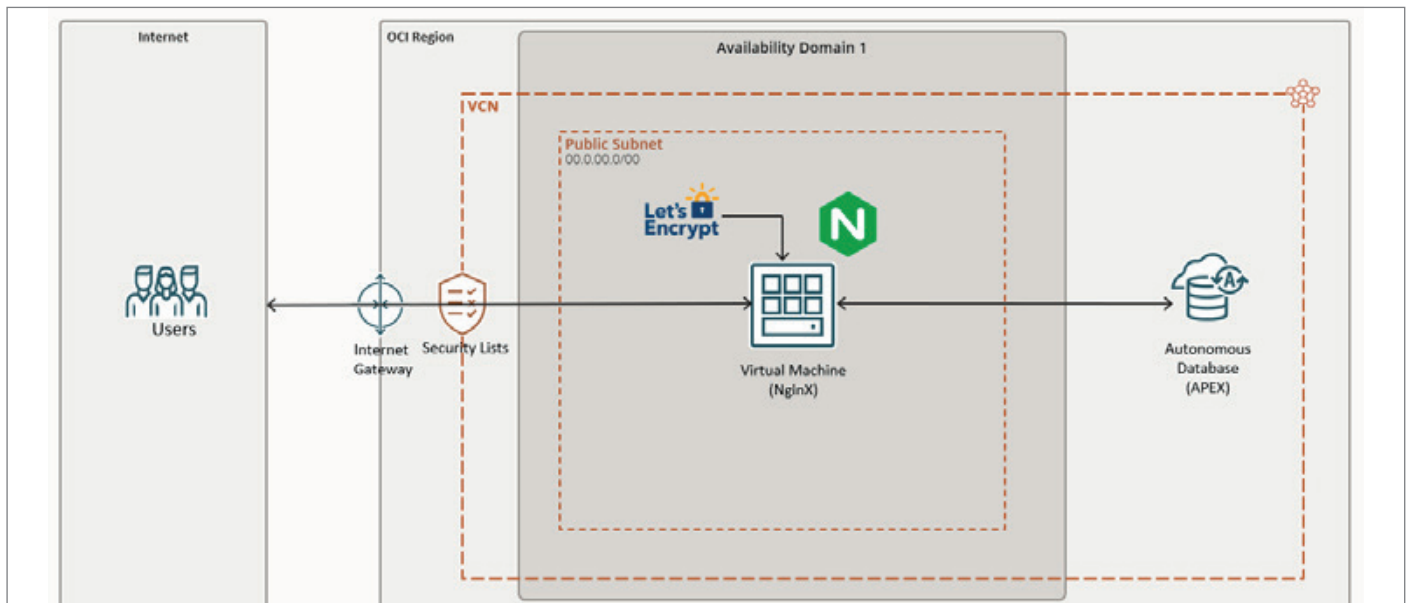 Internet
OCI Region
Availability Domain 1
VCN
Public Subnet
00.0.00.0/00
Let's
Encrypt
N
Users
Internet
Gateway
Security Lists
Virtual Machine
(NginX)
A
Autonomous
Database
(APEX)